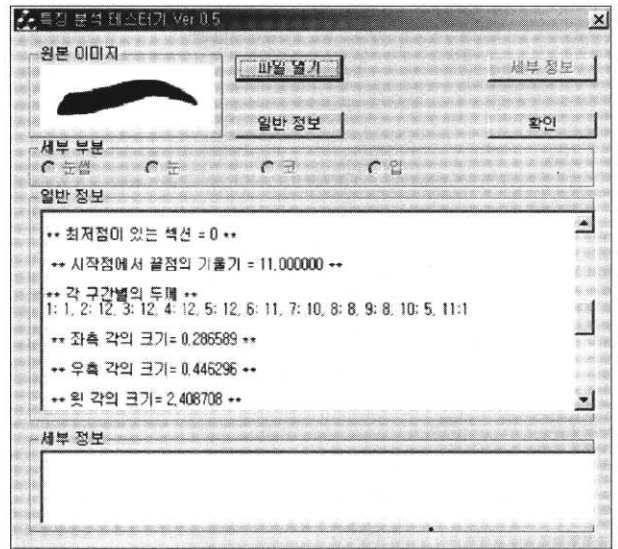 특징 분석 테스터기 Ver 0.5
원본 이미지
파일 열기
세부 정보
일반 정보
확인
세부 부분
눈썹 눈 코 입
일반 정보
** 최저점이 있는 섹션 = 0 **
** 시작점에서 끝점의 기울기 = 11.000000 **
** 각 구간별의 두께 **
1: 1, 2: 12, 3: 12, 4: 12, 5: 12, 6: 11, 7: 10, 8: 8, 9: 8, 10: 5, 11:1
** 좌측 각의 크기= 0.286589 **
** 우측 각의 크기= 0.446296 **
** 윗 각의 크기= 2.408708 **
세부 정보